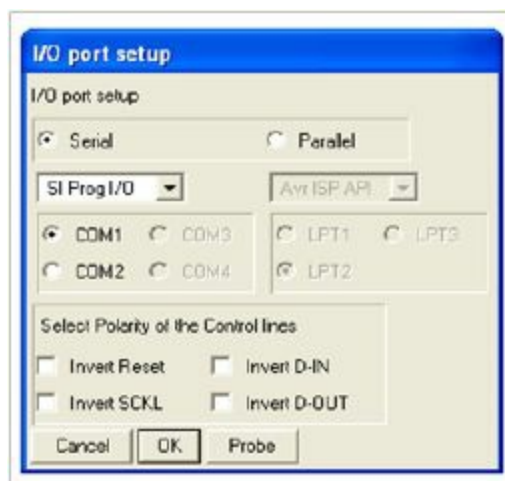 I/O port setup
I/O port setup
Serial Parallel
SI Prog I/O Avr ISP API
COM1 COM3 LPT1 LPT3
COM2 COM4 LPT2
Select Polarity of the Control lines
Invert Reset Invert D-IN
Invert SCKL Invert D-OUT
Cancel OK Probe